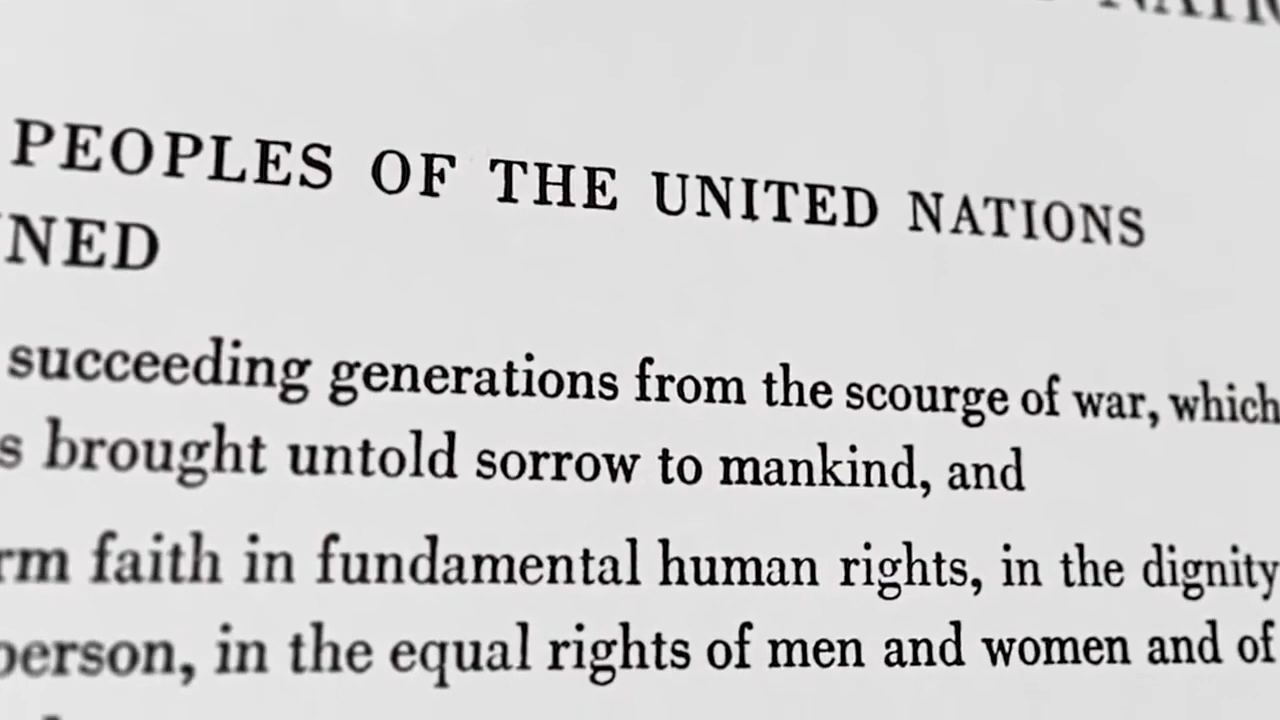 PEOPLES OF THE UNITED NATIONS
NED
succeeding generations from the scourge of war, which
s brought untold sorrow to mankind, and
rm faith in fundamental human rights, in the dignity
person, in the equal rights of men and women and of